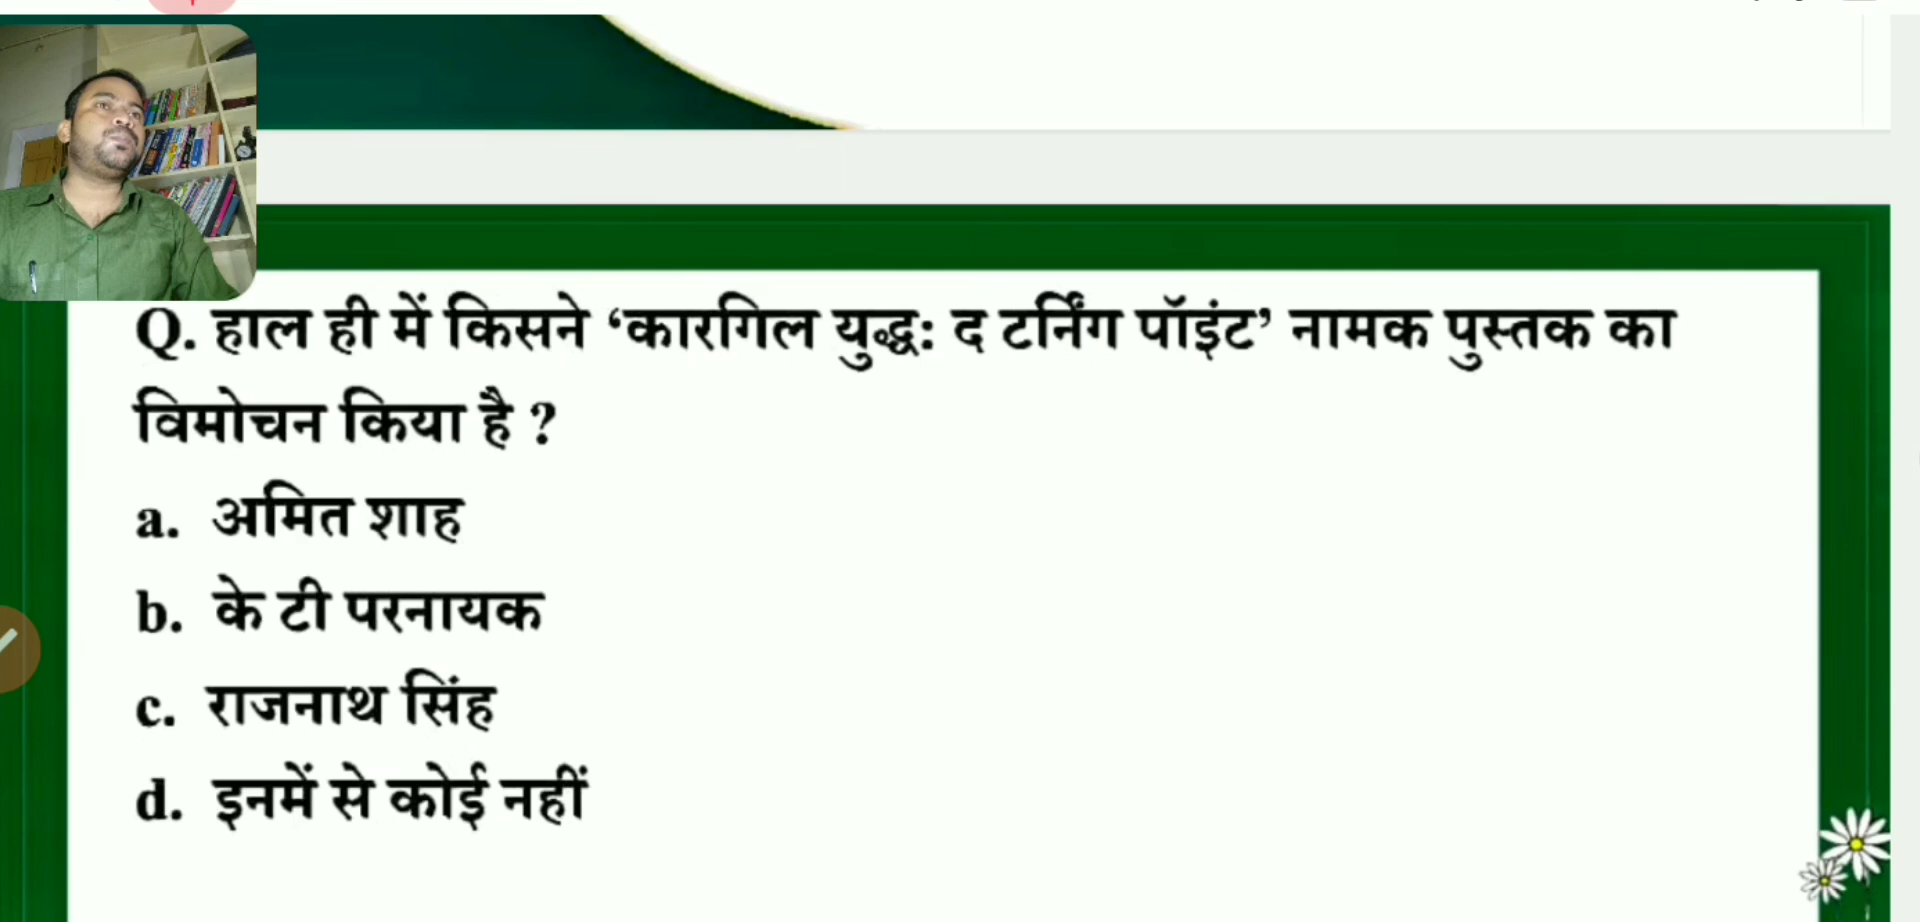 Q. हाल ही में किसने ‘कारगिल युद्ध: द टर्निंग पॉइंट’ नामक पुस्तक का
विमोचन किया है ?
a. अमित शाह
b. के टी परनायक
c. राजनाथ सिंह
d. इनमें से कोई नहीं